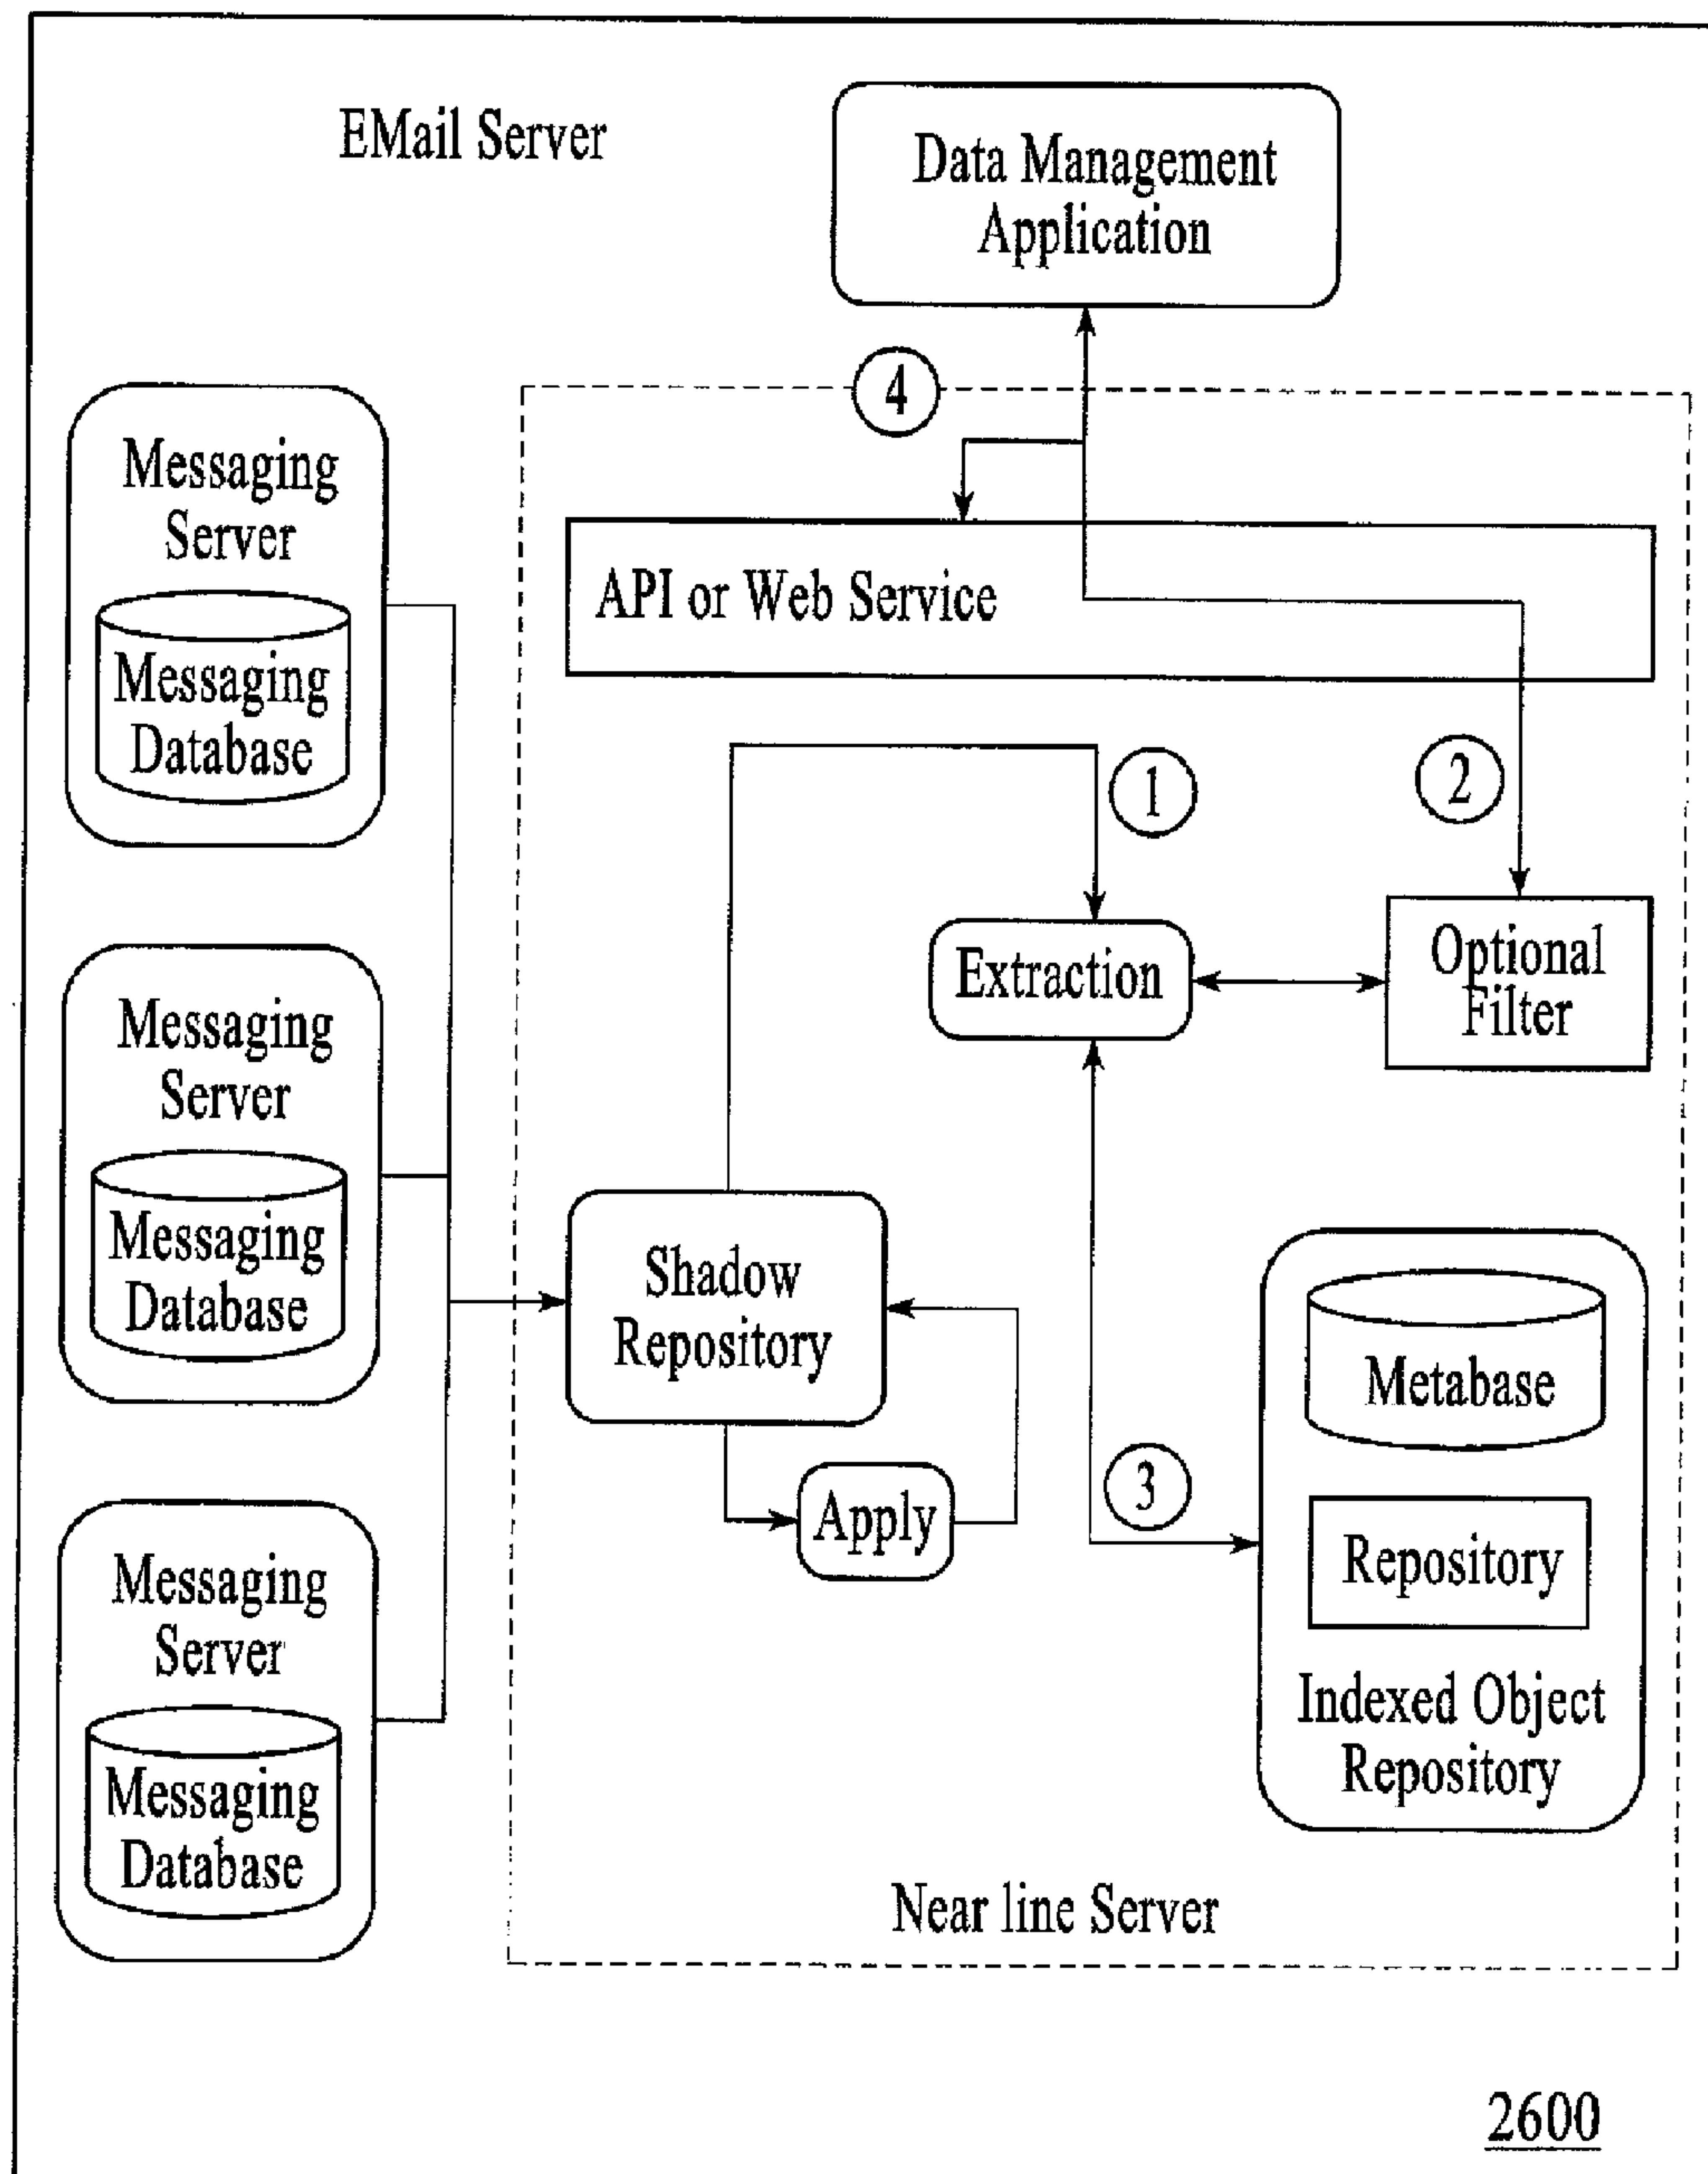 EMail Server
Data Management
Application
4
Messaging
Server
Messaging
Database
API or Web Service
1
2
Extraction
Optional
Filter
Messaging
Server
Messaging
Database
Shadow
Repository
Apply
3
Metabase
Repository
Indexed Object
Repository
Messaging
Server
Messaging
Database
Near line Server
2600